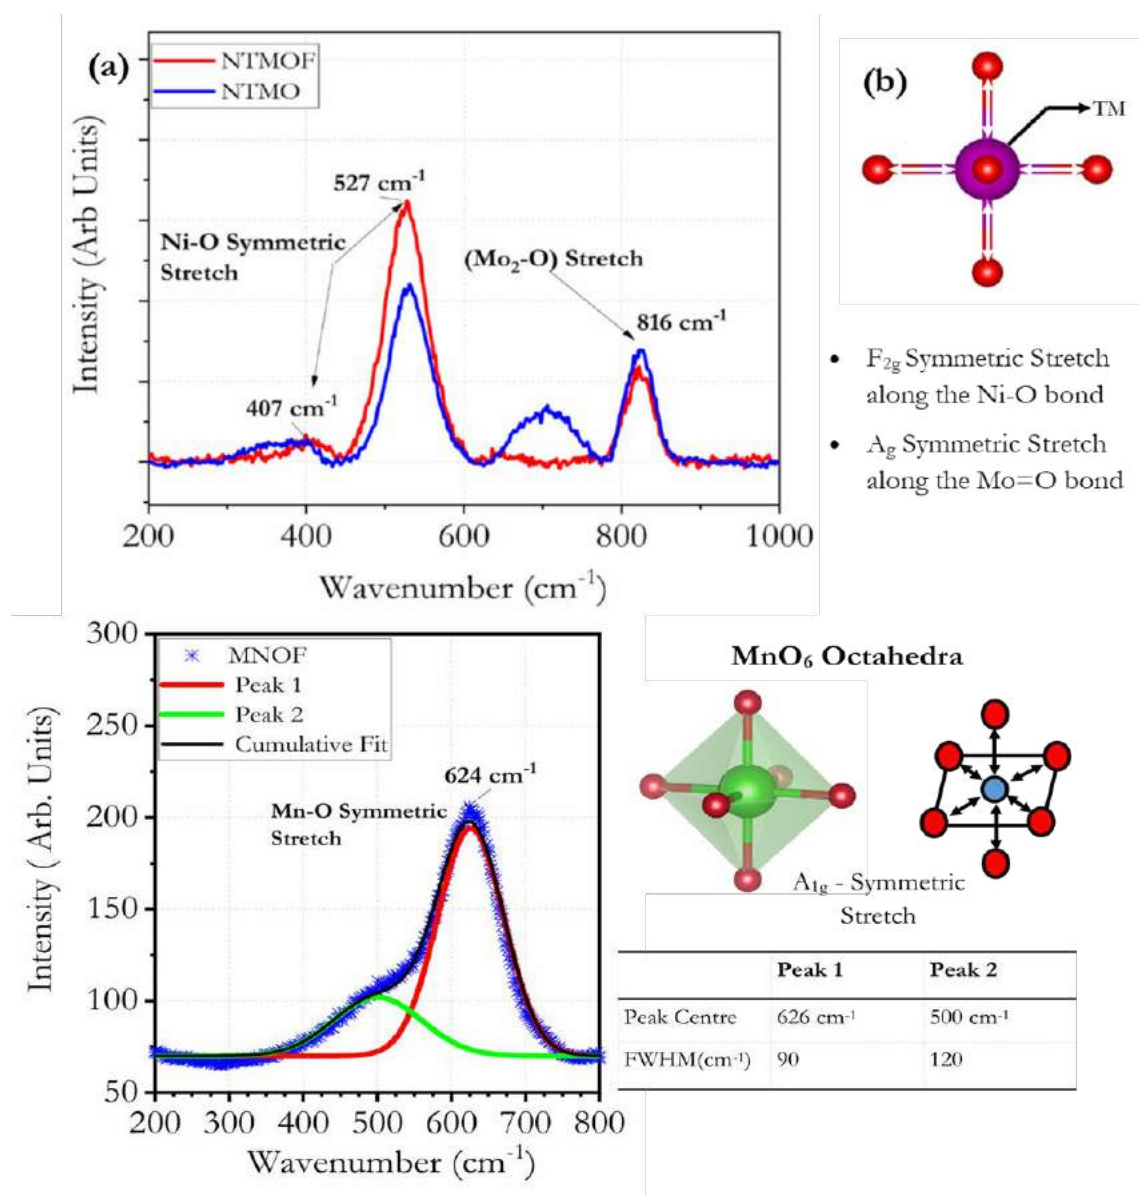 (a)
NTMOF
NTMO
527 cm⁻¹
Ni-O Symmetric
Stretch
(Mo₂-O) Stretch
816 cm⁻¹
407 cm⁻¹
Intensity (Arb Units)
200 400 600 800 1000
Wavenumber (cm⁻¹)
(b)
TM
• F₂g Symmetric Stretch
along the Ni-O bond
• Ag Symmetric Stretch
along the Mo=O bond
300
250
200
150
100
50
MNOF
Peak 1
Peak 2
Cumulative Fit
624 cm⁻¹
Mn-O Symmetric
Stretch
Intensity ( Arb. Units)
200 300 400 500 600 700 800
Wavenumber (cm⁻¹)
MnO₆ Octahedra
A₁g - Symmetric
Stretch
Peak 1 Peak 2
Peak Centre 626 cm⁻¹ 500 cm⁻¹
FWHM(cm⁻¹) 90 120